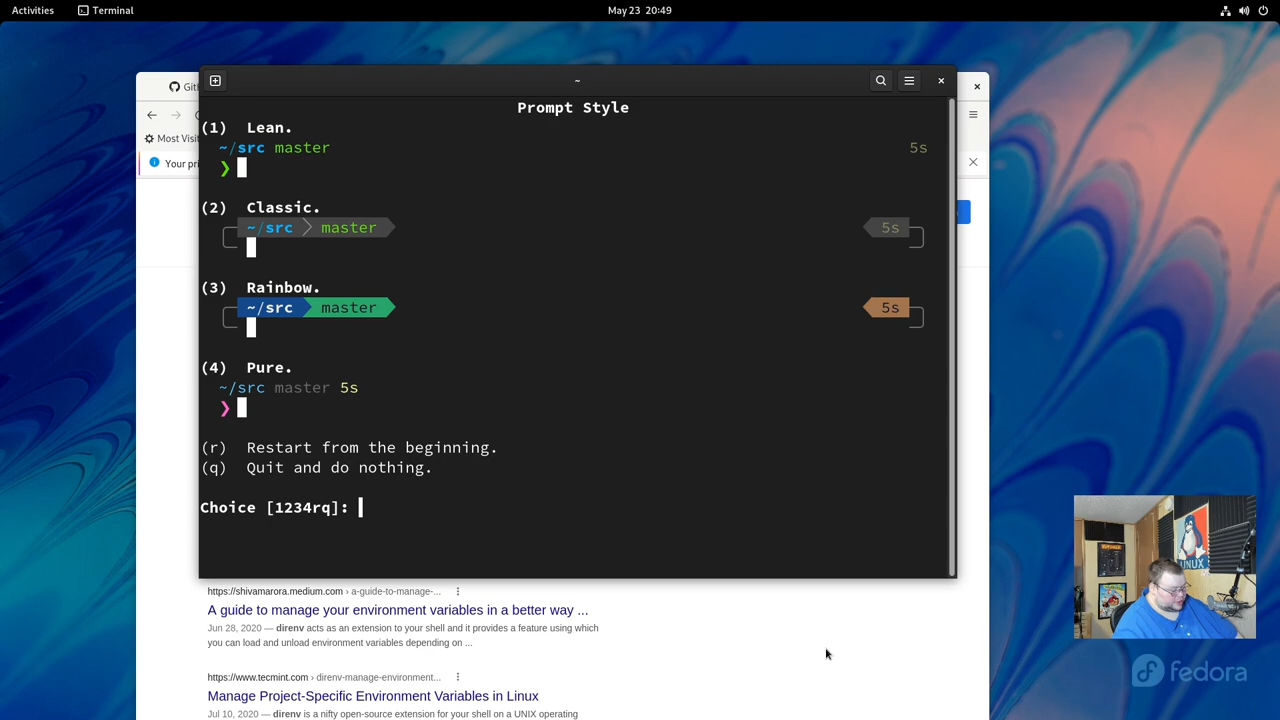 Activities
Terminal
May 23 20:49
~
Prompt Style
(1) Lean.
~/src master 5s
❯
(2) Classic.
~/src master 5s
(3) Rainbow.
~/src master 5s
(4) Pure.
~/src master 5s
❯
(r) Restart from the beginning.
(q) Quit and do nothing.
Choice [1234rq]:
Most Visit
Your pri
https://shivamarora.medium.com › a-guide-to-manage-...
A guide to manage your environment variables in a better way ...
Jun 28, 2020 — direnv acts as an extension to your shell and it provides a feature using which
you can load and unload environment variables depending on ...
https://www.tecmint.com › direnv-manage-environment...
Manage Project-Specific Environment Variables in Linux
Jul 10, 2020 — direnv is a nifty open-source extension for your shell on a UNIX operating
LINUX
fedora